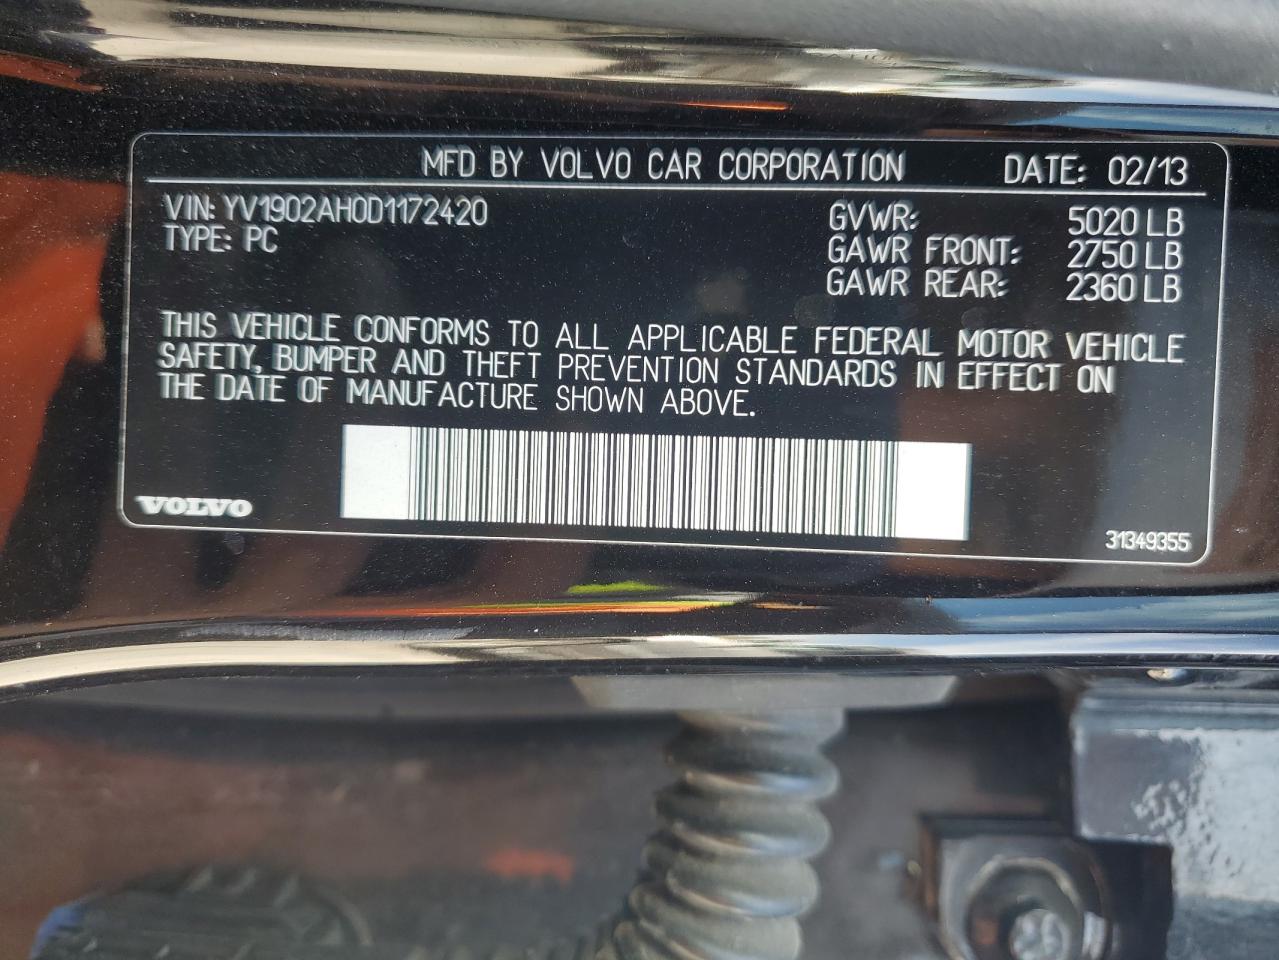 MFD BY VOLVO CAR CORPORATION DATE: 02/13
VIN: YV1902AH0D1172420 GVWR: 5020 LB
TYPE: PC GAWR FRONT: 2750 LB
GAWR REAR: 2360 LB
THIS VEHICLE CONFORMS TO ALL APPLICABLE FEDERAL MOTOR VEHICLE
SAFETY, BUMPER AND THEFT PREVENTION STANDARDS IN EFFECT ON
THE DATE OF MANUFACTURE SHOWN ABOVE.
VOLVO
31349355